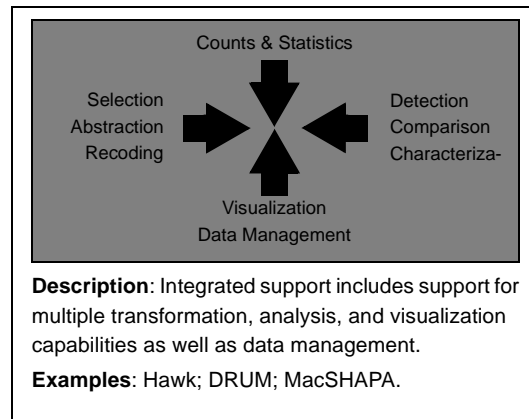 Counts & Statistics
Selection
Abstraction
Recoding
Detection
Comparison
Characteriza-
Visualization
Data Management
Description: Integrated support includes support for
multiple transformation, analysis, and visualization
capabilities as well as data management.
Examples: Hawk; DRUM; MacSHAPA.